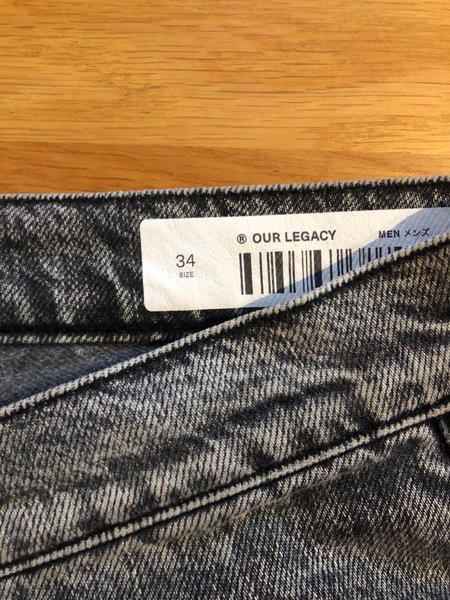 ® OUR LEGACY
MEN メンズ
34
SIZE